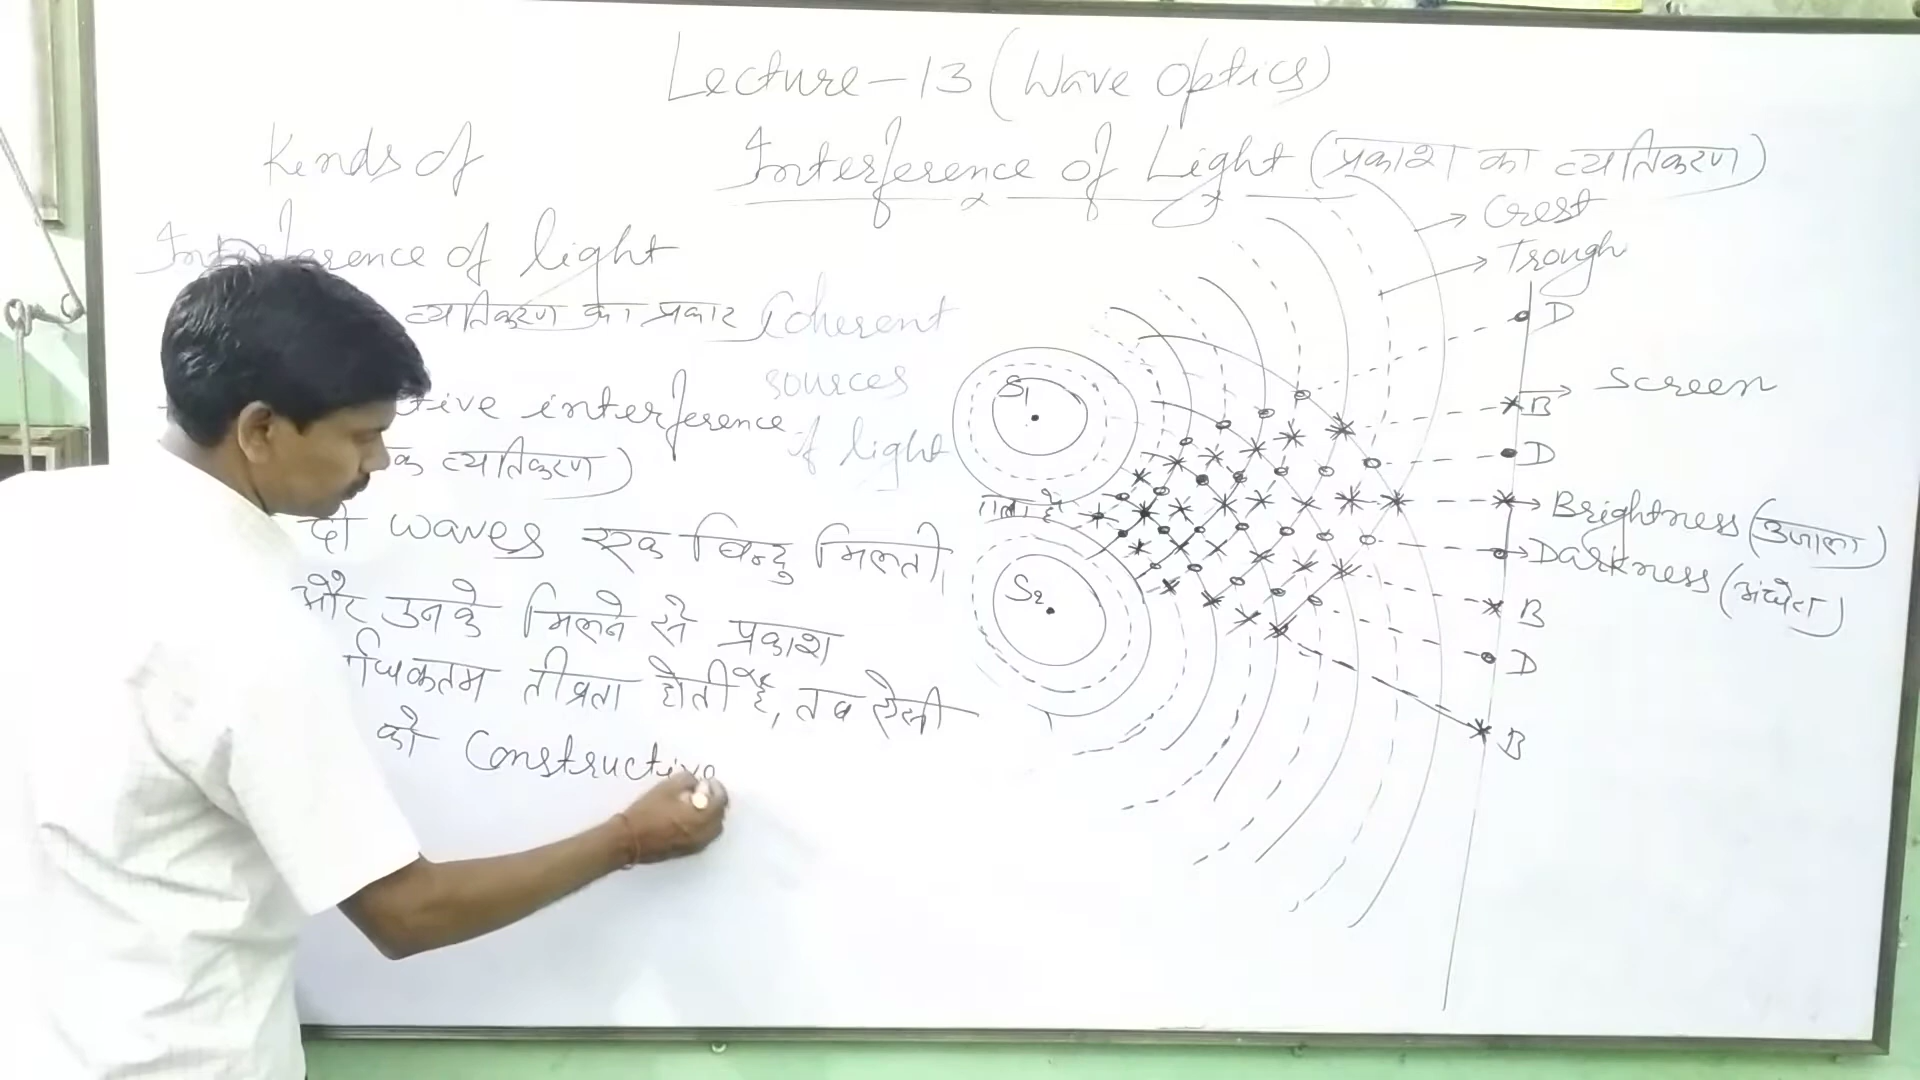 Lecture-13 (Wave Optics)
Kinds of
Interference of light
व्यतिकरण का प्रकार
tive interference
क व्यतिकरण)
दो waves एक बिन्दु मिलती
और उनके मिलने से प्रकाश
धिकतम तीव्रता होती है, तब ऐसी
को Constructive
Coherent
sources
of light
Interference of Light (प्रकाश का व्यतिकरण)
Crest
Trough
S1
S2
D
B
Screen
D
Brightness (उजाला)
Darkness (अंधेरा)
B
D
B